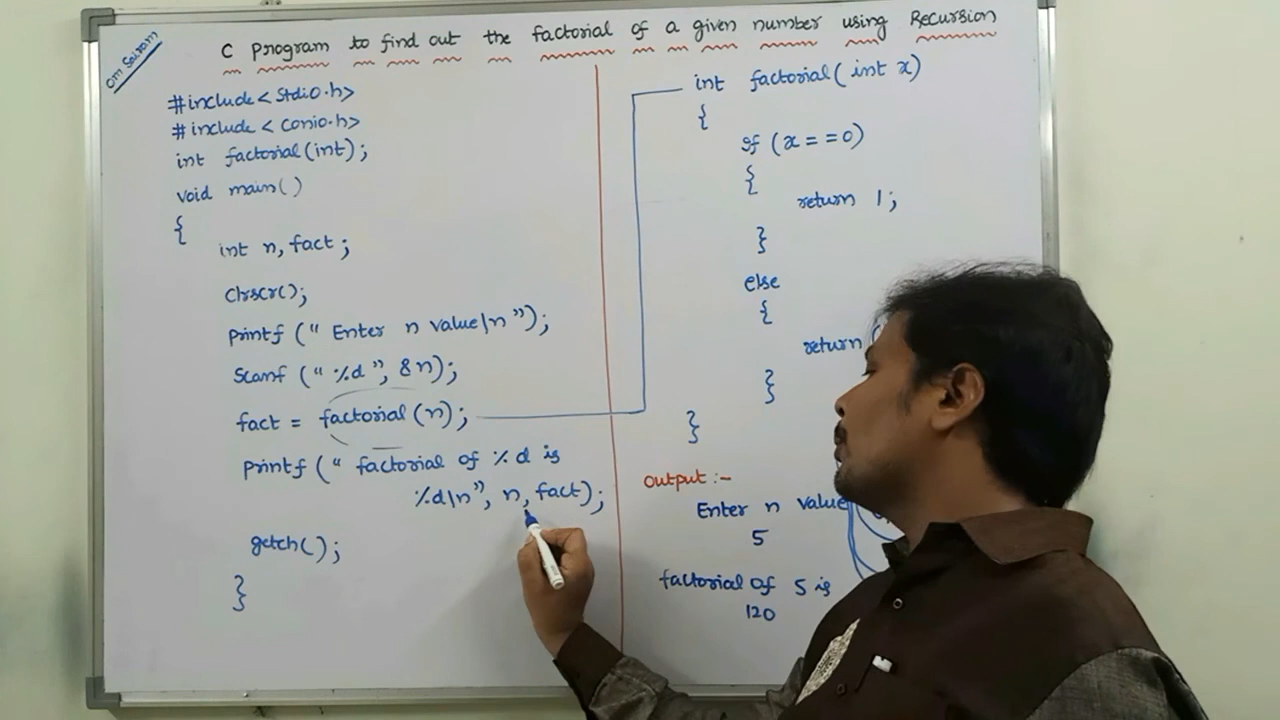 Om Sairam
C program to find out the factorial of a given number using Recursion
#include<stdio.h>
#include<conio.h>
int factorial(int);
void main()
{
int n, fact;
clrscr();
printf(" Enter n value\n");
scanf("%d", &n);
fact = factorial(n);
printf(" factorial of %d is
%d\n", n, fact);
getch();
}
int factorial(int x)
{
if (x==0)
{
return 1;
}
else
{
return (
}
}
output :-
Enter n value
5
factorial of 5 is
120